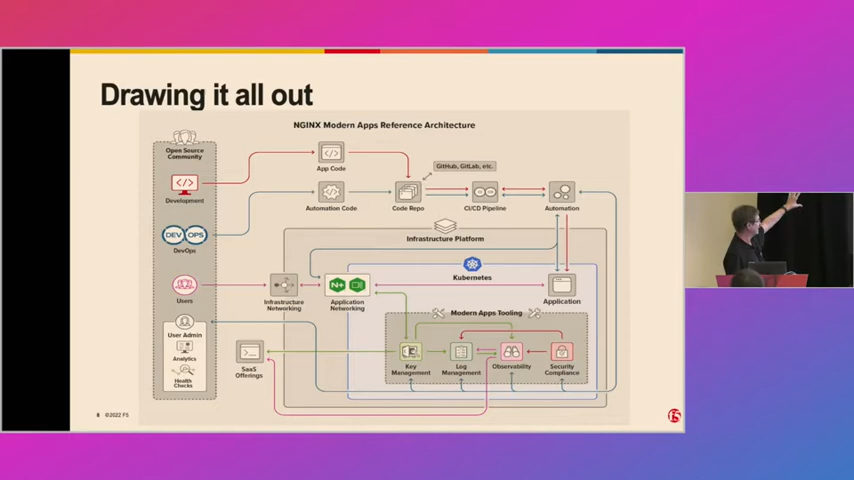 Drawing it all out
NGINX Modern Apps Reference Architecture
Open Source
Community
</>
Development
DEV OPS
DevOps
Users
User Admin
Analytics
Health
Checks
</>
App Code
Automation Code
GitHub, GitLab, etc.
Code Repo
CI/CD Pipeline
Automation
Infrastructure Platform
Kubernetes
Infrastructure
Networking
N+
Application
Networking
Application
Modern Apps Tooling
SaaS
Offerings
Key
Management
Log
Management
Observability
Security
Compliance
8 ©2022 F5
f5